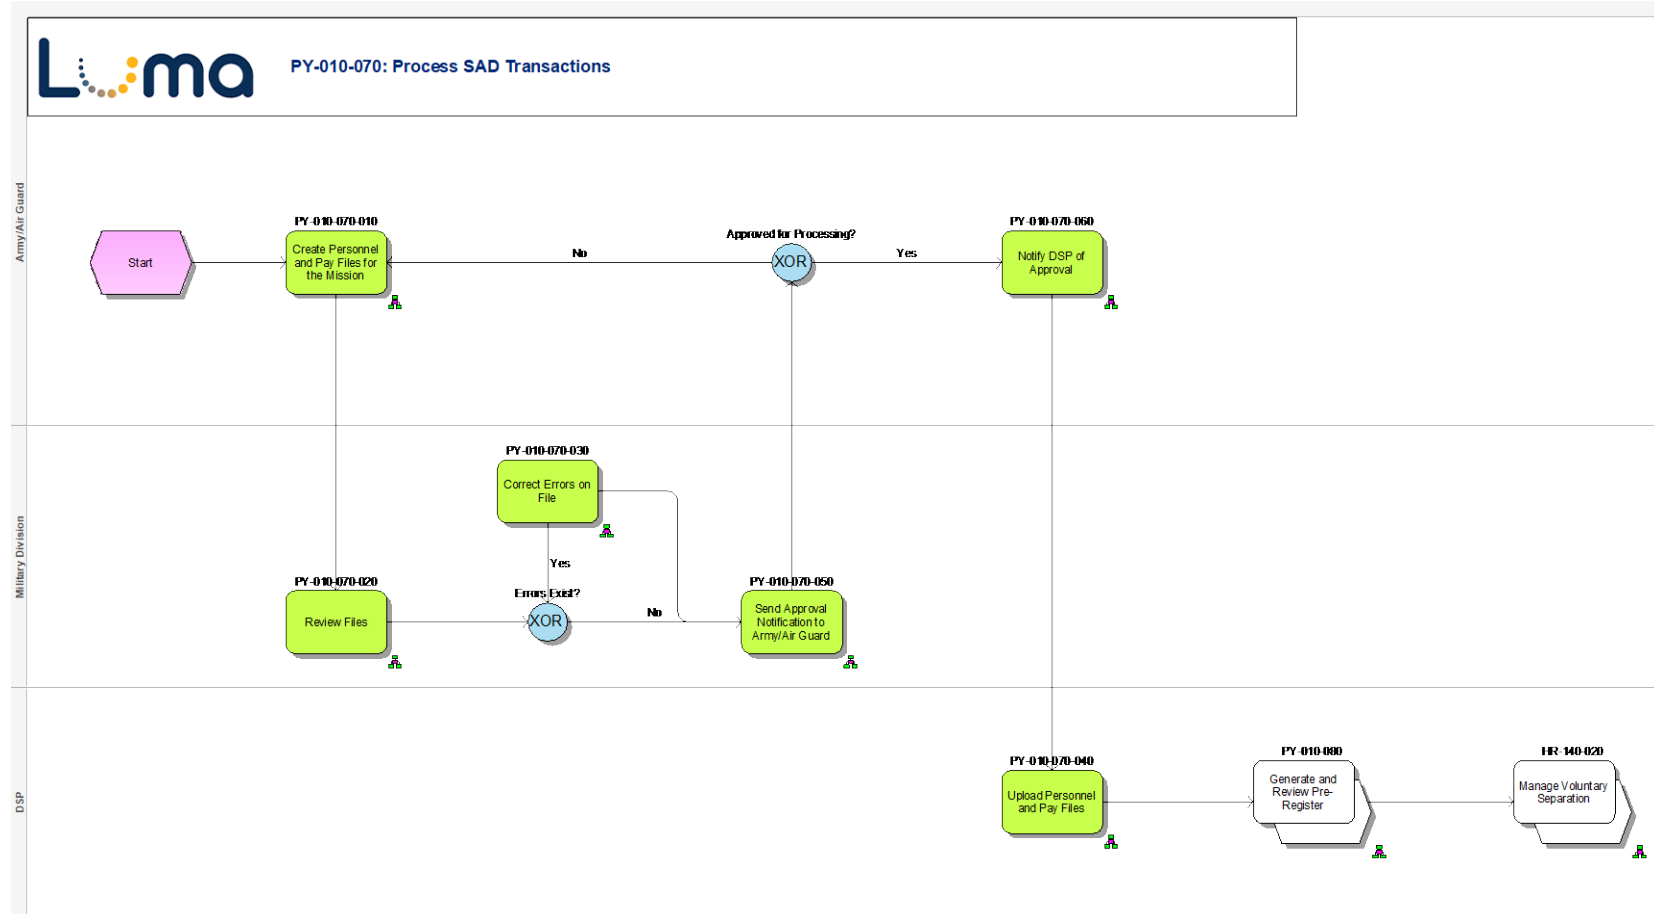 Luma
PY-010-070: Process SAD Transactions
Army/Air Guard
Start
PY-010-070-010
Create Personnel
and Pay Files for
the Mission
No
Approved for Processing?
XOR
Yes
PY-010-070-060
Notify DSP of
Approval
Military Division
PY-010-070-030
Correct Errors on
File
Yes
PY-010-070-020
Review Files
Errors Exist?
XOR
No
PY-010-070-050
Send Approval
Notification to
Army/Air Guard
DSP
PY-010-070-040
Upload Personnel
and Pay Files
PY-010-080
Generate and
Review Pre-
Register
HR-140-020
Manage Voluntary
Separation